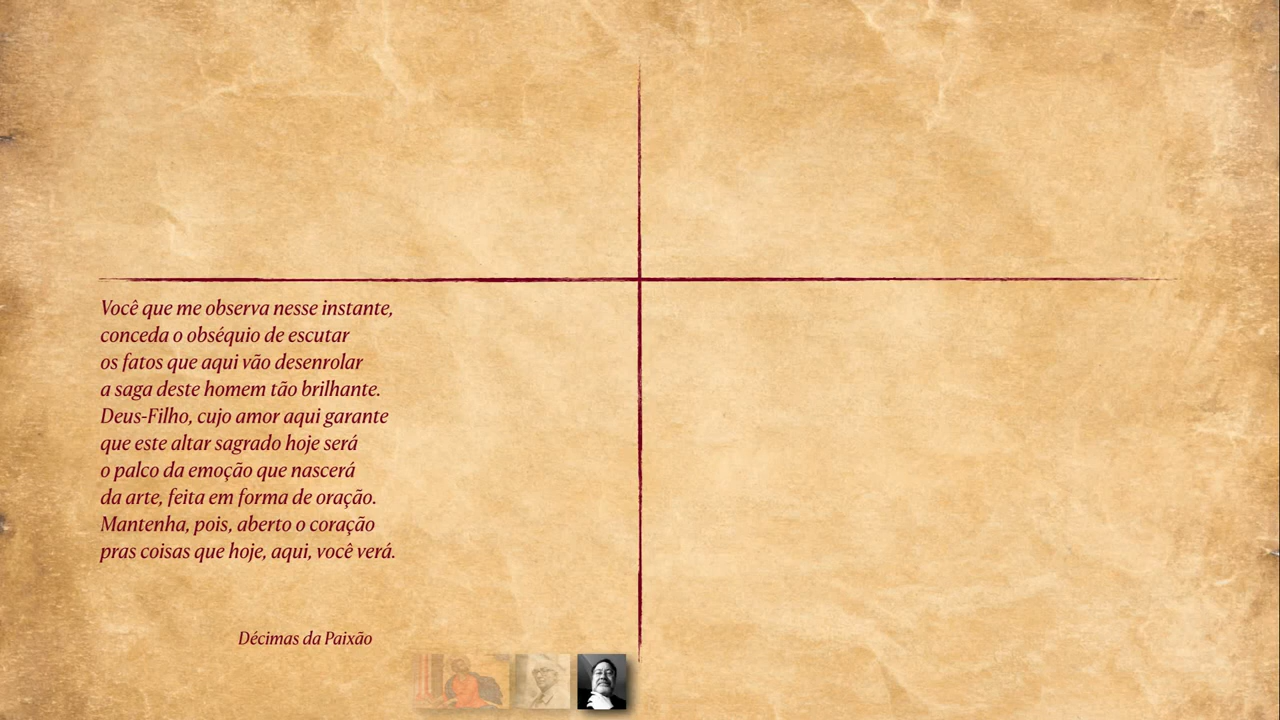 Você que me observa nesse instante,
conceda o obséquio de escutar
os fatos que aqui vão desenrolar
a saga deste homem tão brilhante.
Deus-Filho, cujo amor aqui garante
que este altar sagrado hoje será
o palco da emoção que nascerá
da arte, feita em forma de oração.
Mantenha, pois, aberto o coração
pras coisas que hoje, aqui, você verá.
Décimas da Paixão